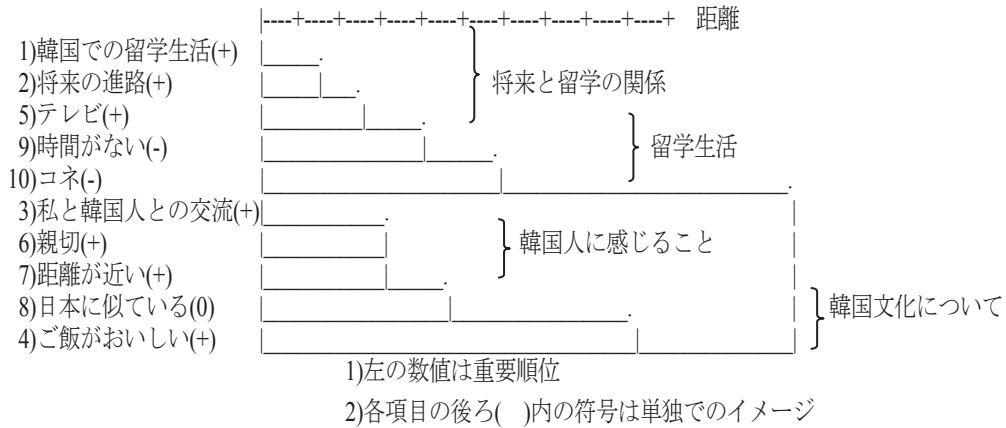 |----+----+----+----+----+----+----+----+----+----+ 距離
1)韓国での留学生活(+)
2)将来の進路(+)
将来と留学の関係
5)テレビ(+)
9)時間がない(-)
留学生活
10)コネ(-)
3)私と韓国人との交流(+)
6)親切(+)
韓国人に感じること
7)距離が近い(+)
8)日本に似ている(0)
韓国文化について
4)ご飯がおいしい(+)
1)左の数値は重要順位
2)各項目の後ろ( )内の符号は単独でのイメージ